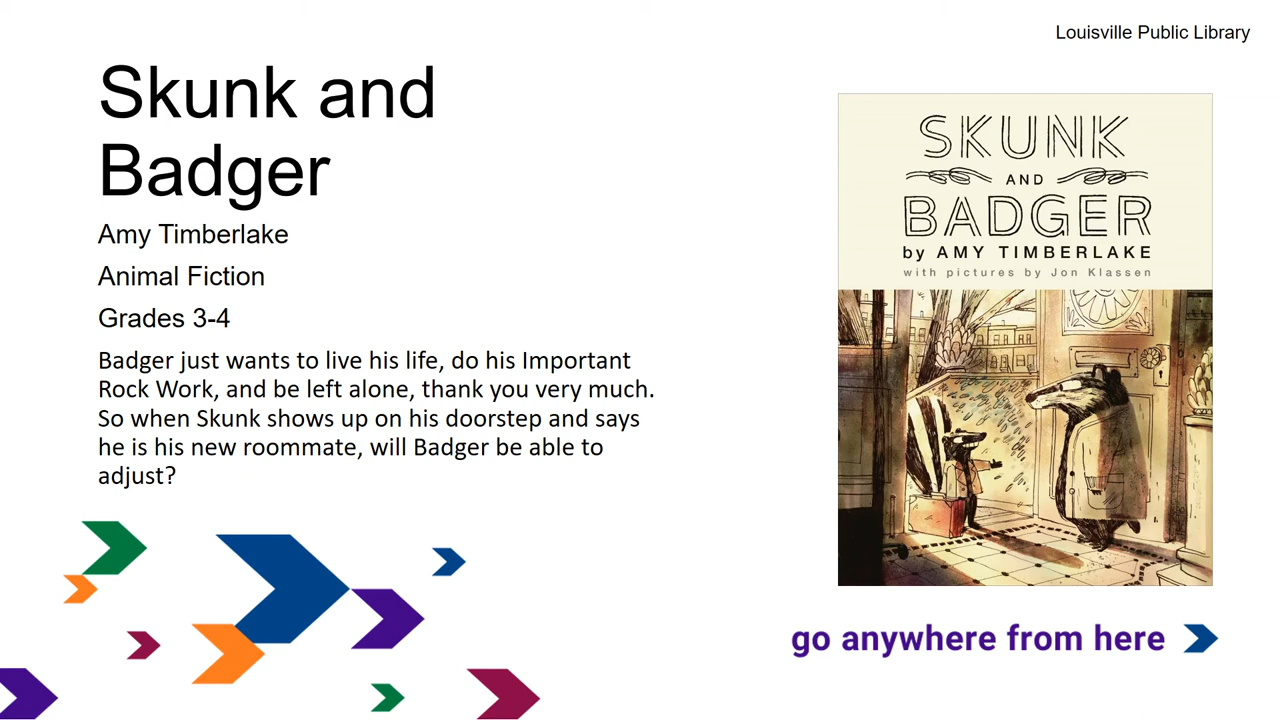 Louisville Public Library
Skunk and
Badger
Amy Timberlake
Animal Fiction
Grades 3-4
Badger just wants to live his life, do his Important
Rock Work, and be left alone, thank you very much.
So when Skunk shows up on his doorstep and says
he is his new roommate, will Badger be able to
adjust?
SKUNK
AND
BADGER
by AMY TIMBERLAKE
with pictures by Jon Klassen
go anywhere from here